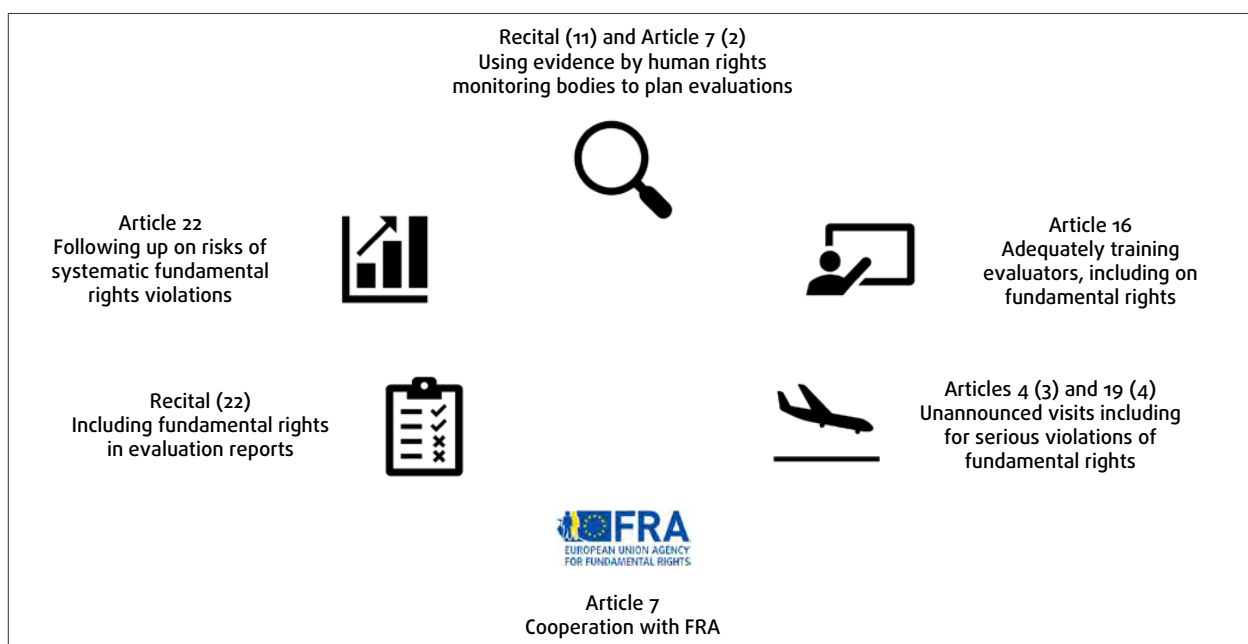 Recital (11) and Article 7 (2)
Using evidence by human rights
monitoring bodies to plan evaluations
Article 22
Following up on risks of
systematic fundamental
rights violations
Article 16
Adequately training
evaluators, including on
fundamental rights
Recital (22)
Including fundamental rights
in evaluation reports
Articles 4 (3) and 19 (4)
Unannounced visits including
for serious violations of
fundamental rights
FRA
EUROPEAN UNION AGENCY
FOR FUNDAMENTAL RIGHTS
Article 7
Cooperation with FRA